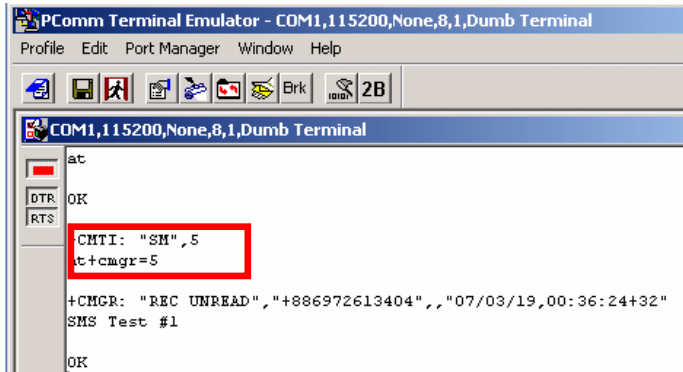 PComm Terminal Emulator - COM1,115200,None,8,1,Dumb Terminal
Profile Edit Port Manager Window Help
Brk 2B
COM1,115200,None,8,1,Dumb Terminal
at
DTR OK
RTS
+CMTI: "SM",5
at+cmgr=5
+CMGR: "REC UNREAD","+886972613404",,"07/03/19,00:36:24+32"
SMS Test #1
OK